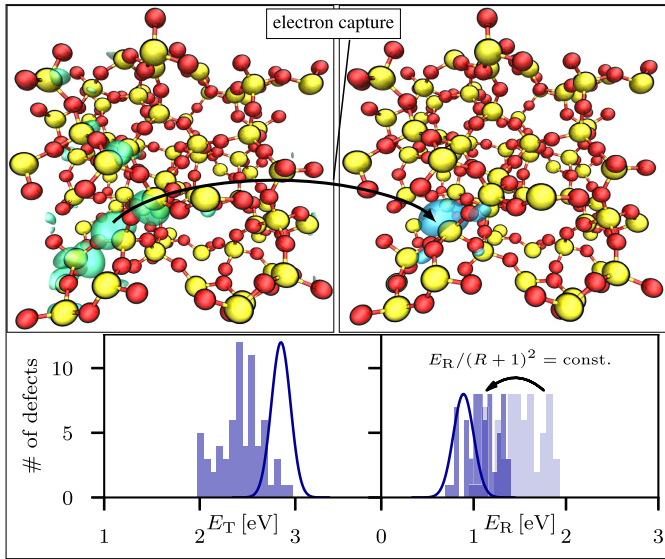 electron capture
# of defects
10
5
0
E_R/(R + 1)^2 = const.
1
2
3
0
1
2
3
E_T [eV]
E_R [eV]